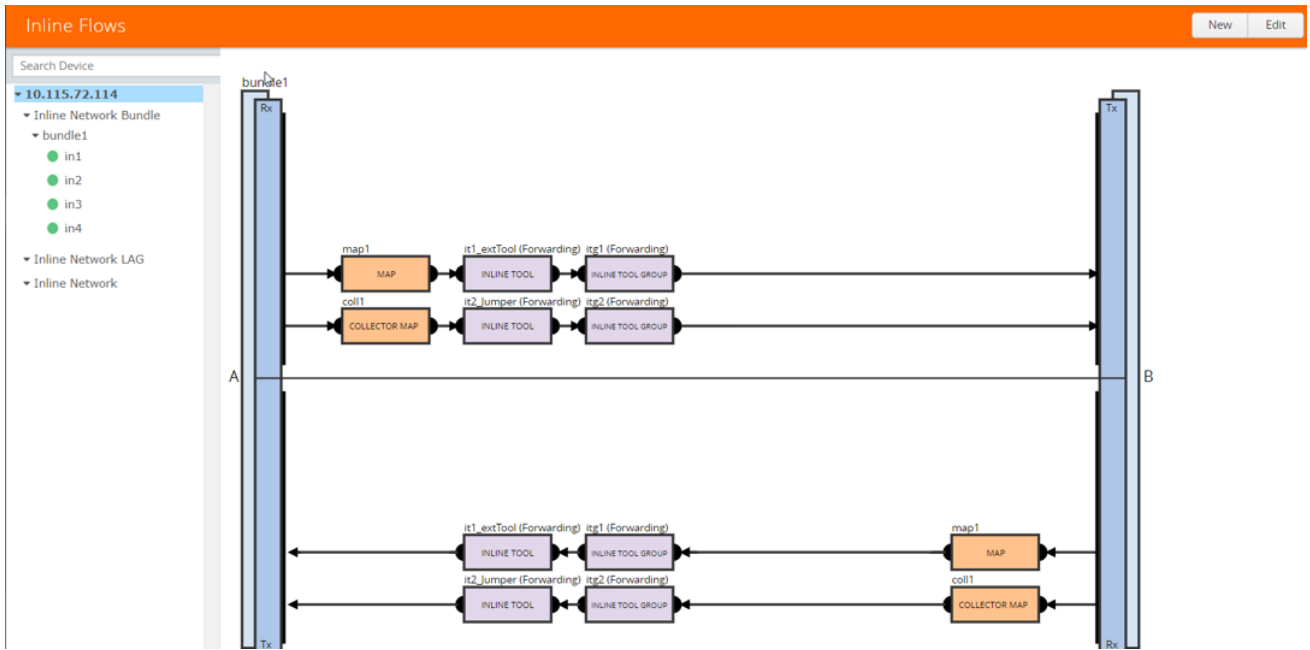 Inline Flows
New Edit
Search Device
10.115.72.114
Inline Network Bundle
bundle1
in1
in2
in3
in4
Inline Network LAG
Inline Network
bundle1
Rx
Tx
map1
it1_extTool (Forwarding) itg1 (Forwarding)
MAP
INLINE TOOL
INLINE TOOL GROUP
coll1
it2_Jumper (Forwarding) itg2 (Forwarding)
COLLECTOR MAP
INLINE TOOL
INLINE TOOL GROUP
A
B
it1_extTool (Forwarding) itg1 (Forwarding)
map1
INLINE TOOL
INLINE TOOL GROUP
MAP
it2_Jumper (Forwarding) itg2 (Forwarding)
coll1
INLINE TOOL
INLINE TOOL GROUP
COLLECTOR MAP
Tx
Rx